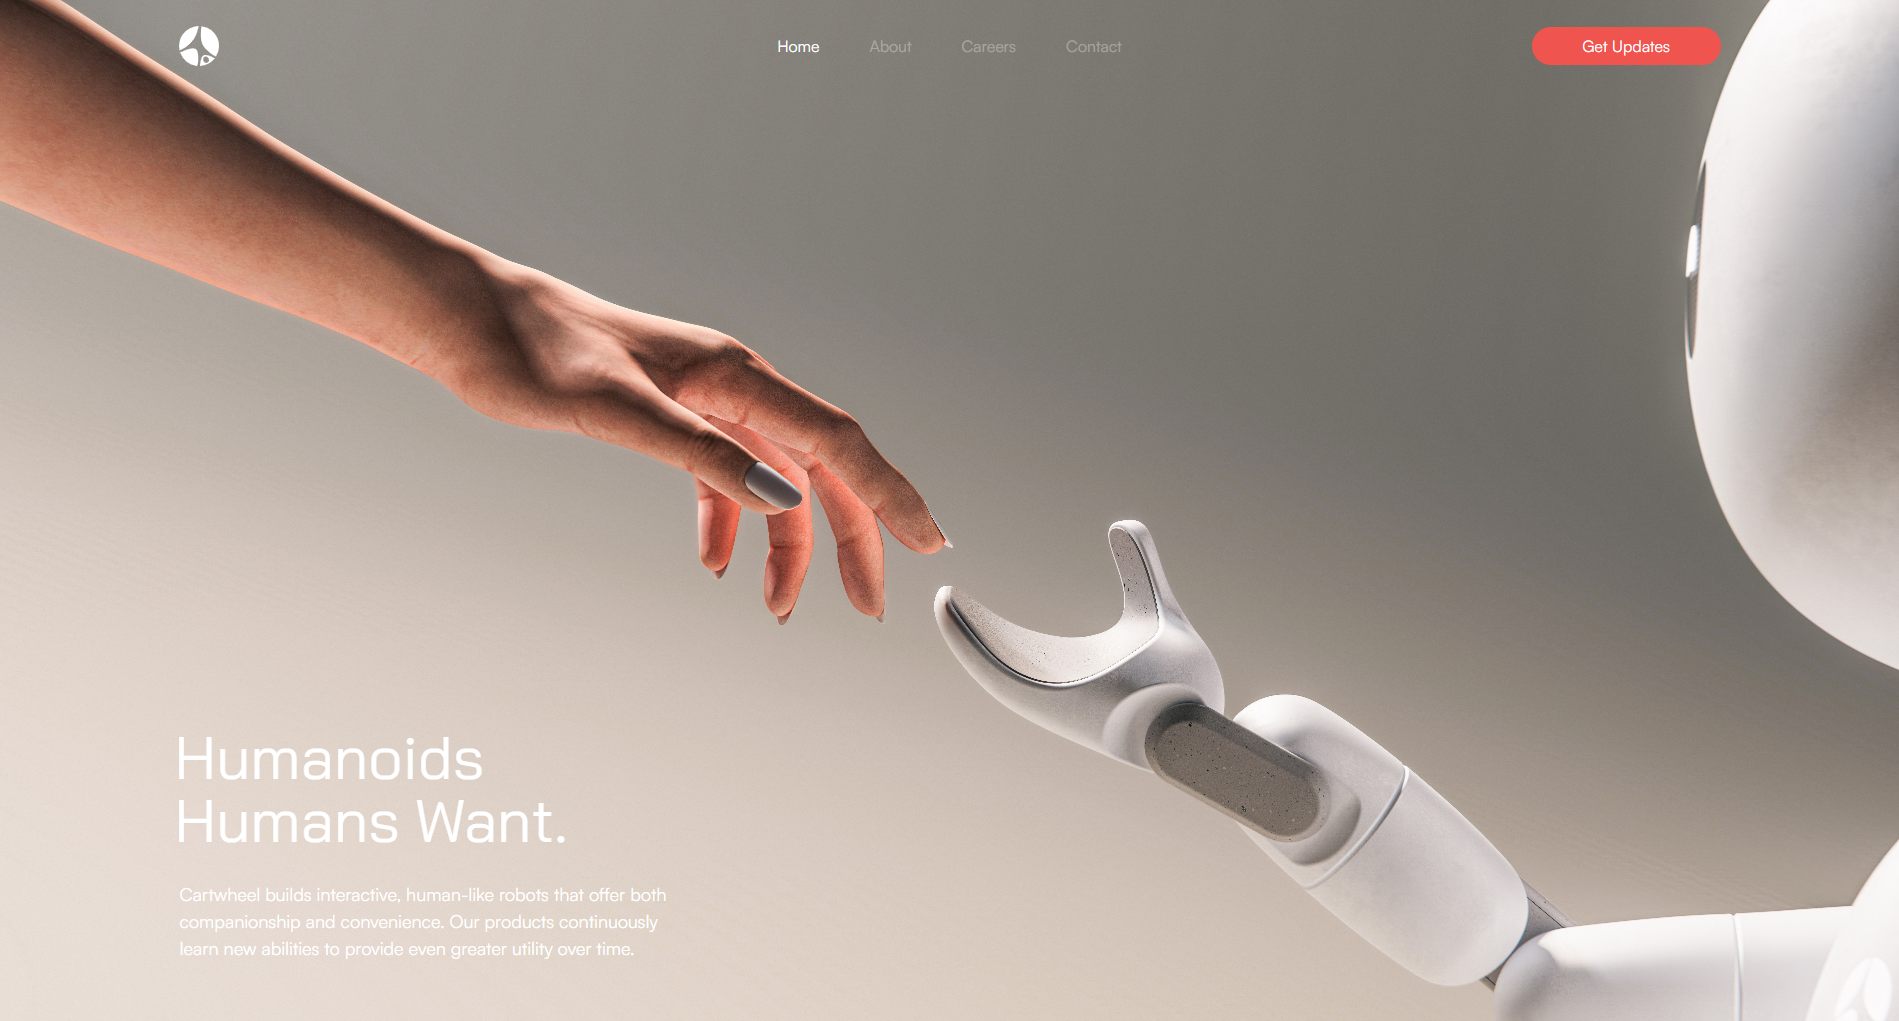 Home
About
Careers
Contact
Get Updates
Humanoids
Humans Want.
Cartwheel builds interactive, human-like robots that offer both
companionship and convenience. Our products continuously
learn new abilities to provide even greater utility over time.